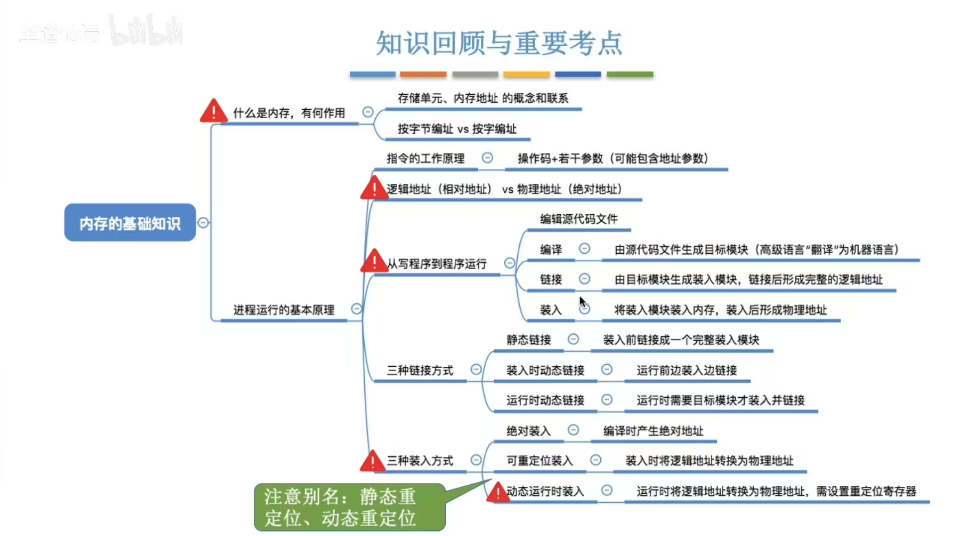 王道论坛 bilibili
知识回顾与重要考点
什么是内存，有何作用
存储单元、内存地址 的概念和联系
按字节编址 vs 按字编址
内存的基础知识
进程运行的基本原理
指令的工作原理
操作码+若干参数（可能包含地址参数）
逻辑地址（相对地址） vs 物理地址（绝对地址）
从写程序到程序运行
编辑源代码文件
编译
由源代码文件生成目标模块（高级语言“翻译”为机器语言）
链接
由目标模块生成装入模块，链接后形成完整的逻辑地址
装入
将装入模块装入内存，装入后形成物理地址
三种链接方式
静态链接
装入前链接成一个完整装入模块
装入时动态链接
运行前边装入边链接
运行时动态链接
运行时需要目标模块才装入并链接
三种装入方式
绝对装入
编译时产生绝对地址
可重定位装入
装入时将逻辑地址转换为物理地址
动态运行时装入
运行时将逻辑地址转换为物理地址，需设置重定位寄存器
注意别名：静态重
定位、动态重定位